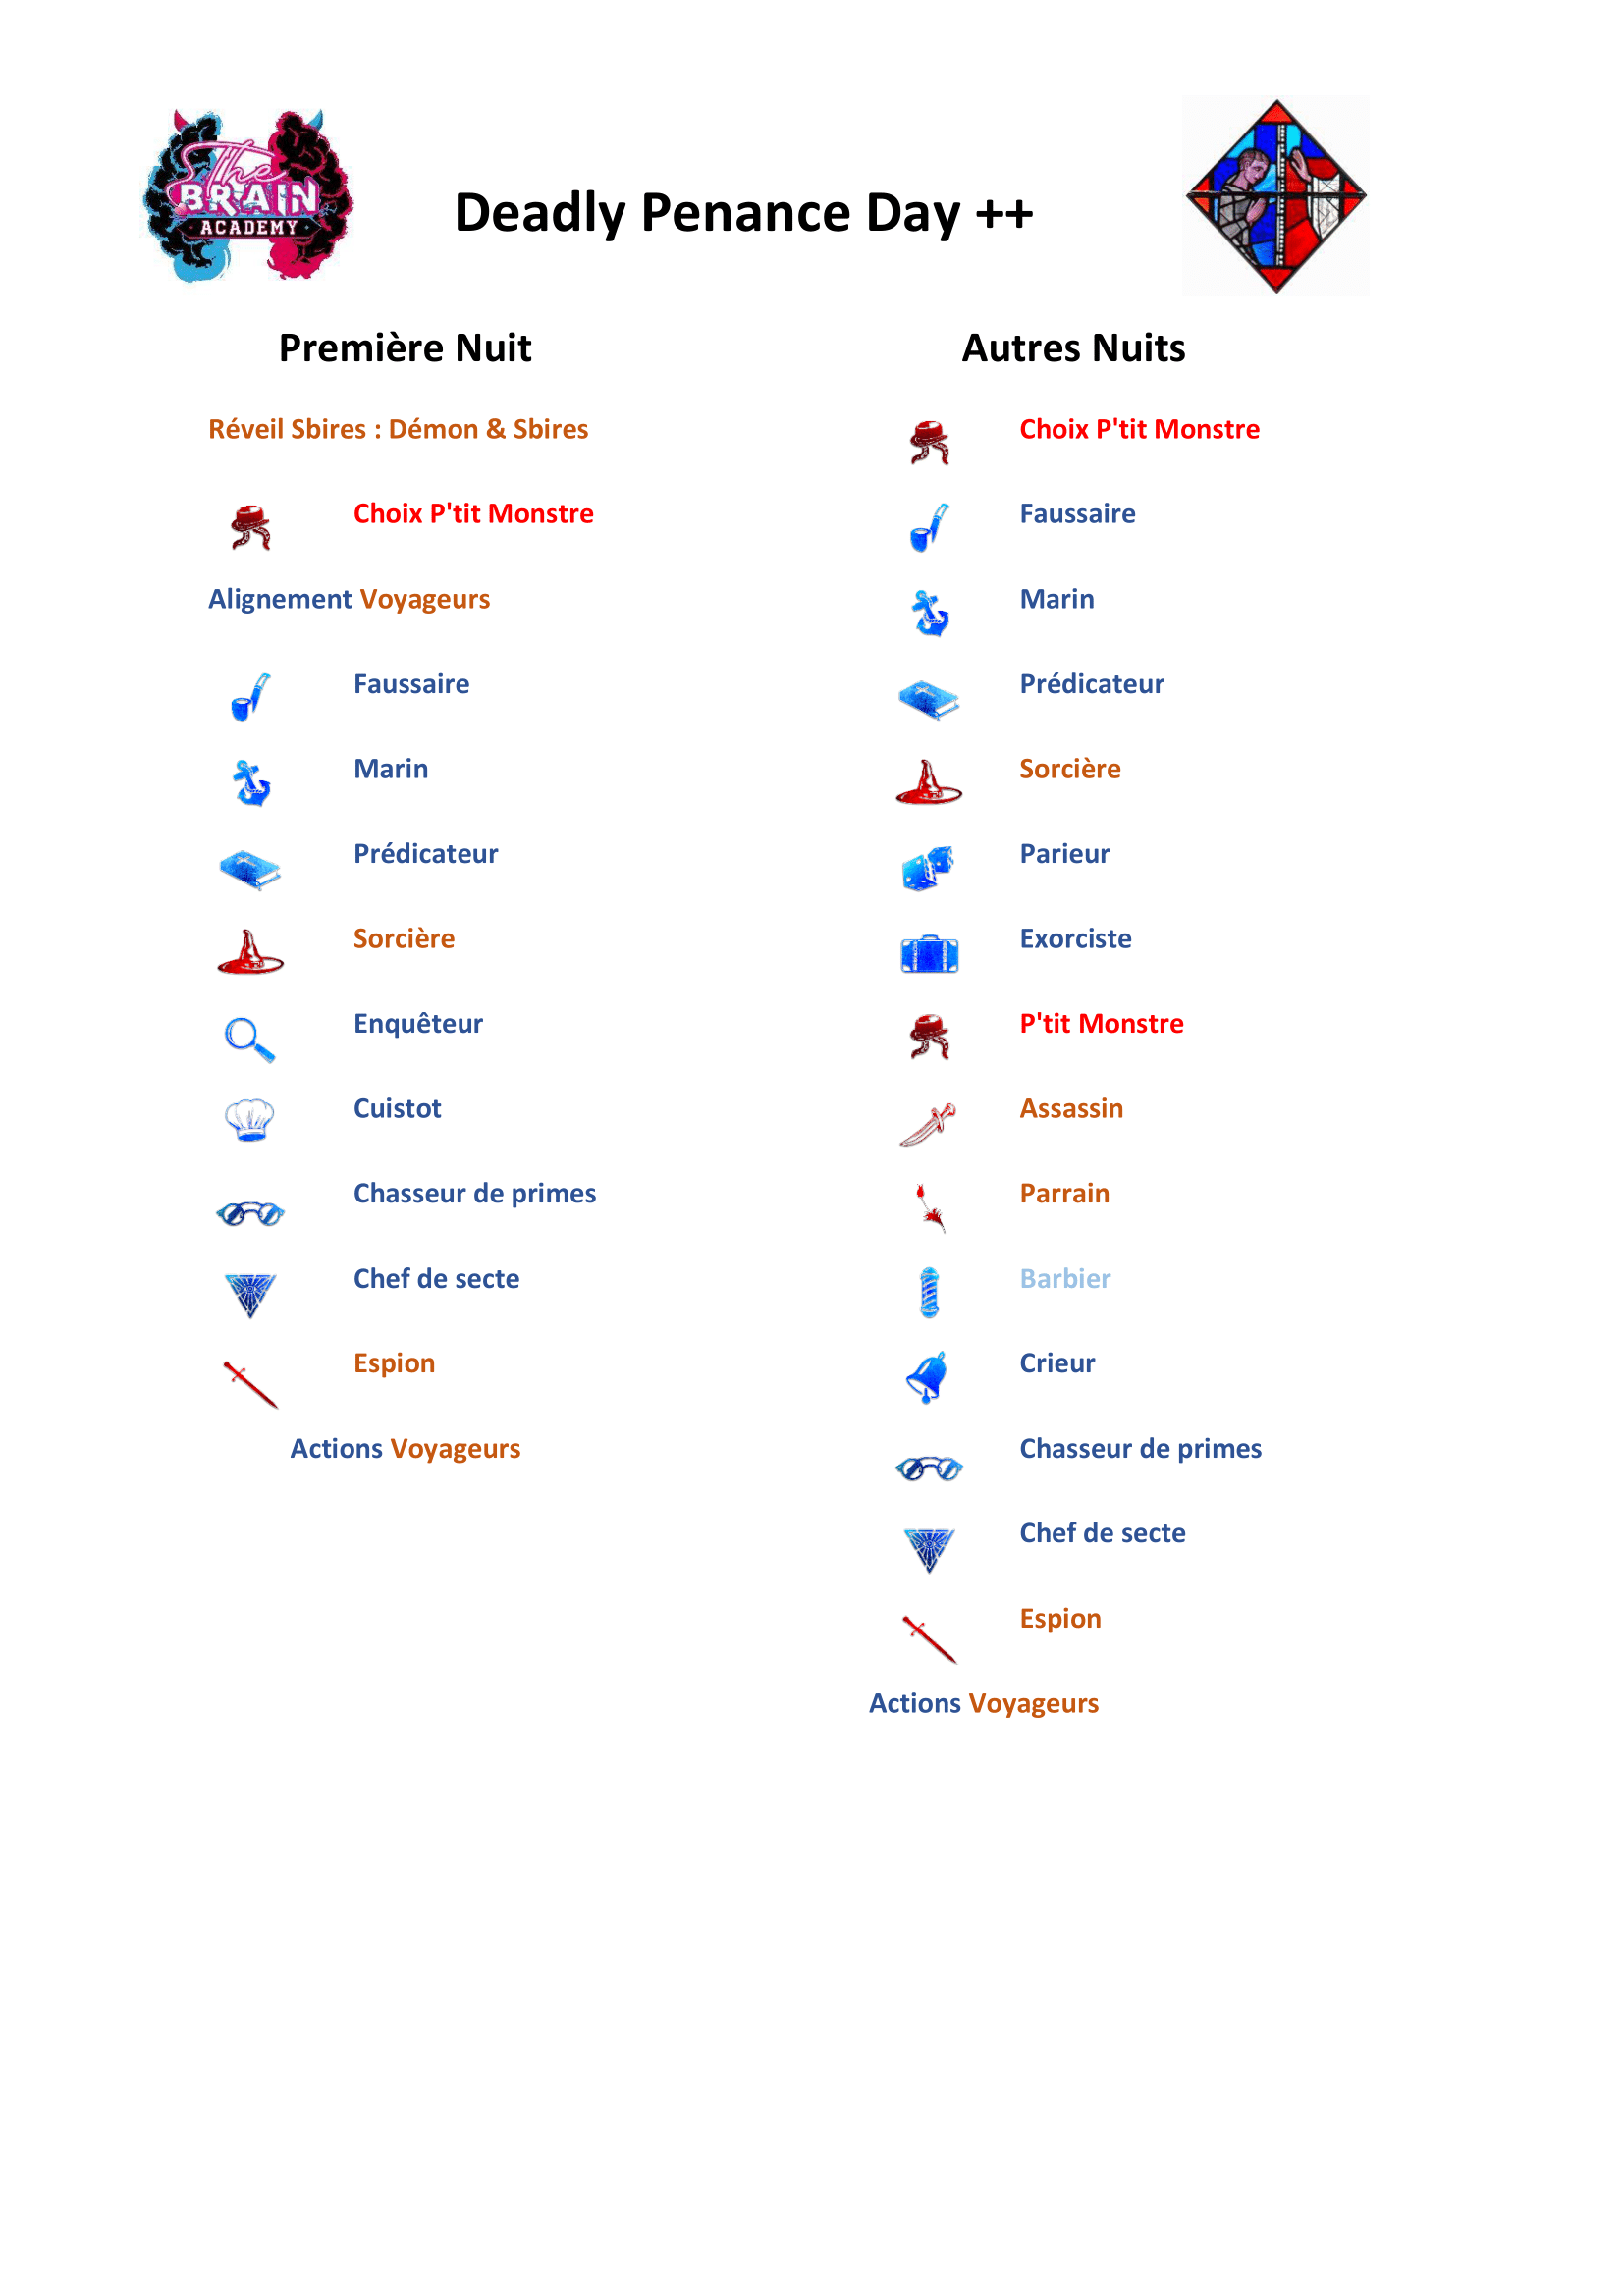 The
BRAIN
ACADEMY
Deadly Penance Day ++
Première Nuit
Réveil Sbires : Démon & Sbires
Choix P'tit Monstre
Alignement Voyageurs
Faussaire
Marin
Prédicateur
Sorcière
Enquêteur
Cuistot
Chasseur de primes
Chef de secte
Espion
Actions Voyageurs
Autres Nuits
Choix P'tit Monstre
Faussaire
Marin
Prédicateur
Sorcière
Parieur
Exorciste
P'tit Monstre
Assassin
Parrain
Barbier
Crieur
Chasseur de primes
Chef de secte
Espion
Actions Voyageurs